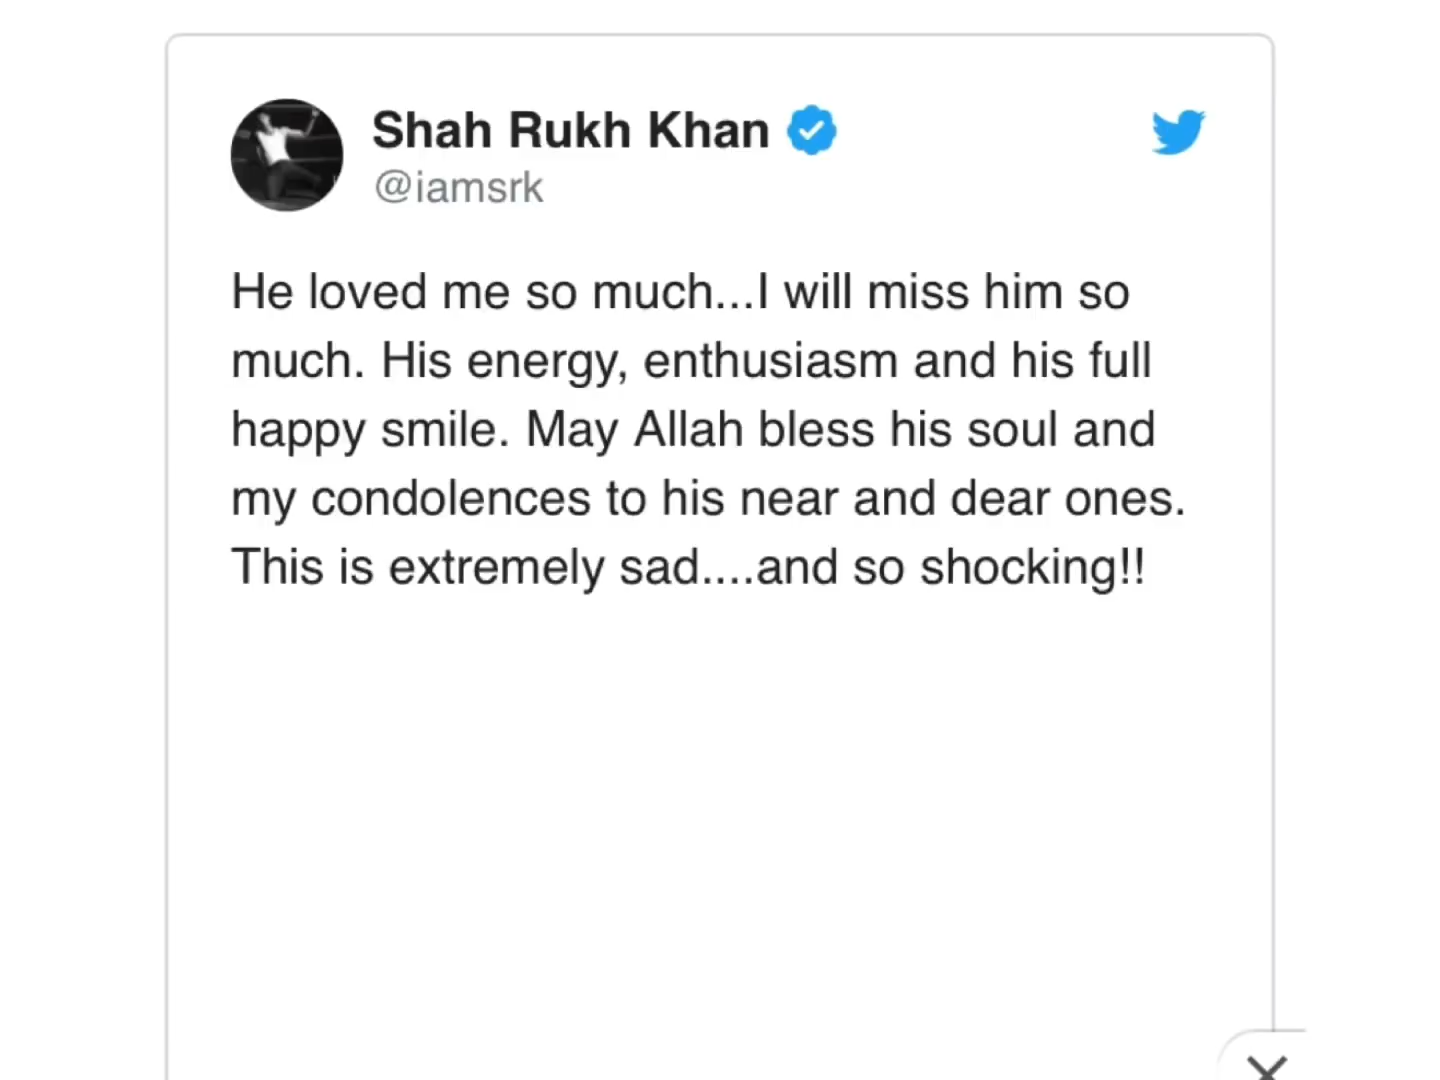 Shah Rukh Khan
@iamsrk
He loved me so much...I will miss him so
much. His energy, enthusiasm and his full
happy smile. May Allah bless his soul and
my condolences to his near and dear ones.
This is extremely sad....and so shocking!!